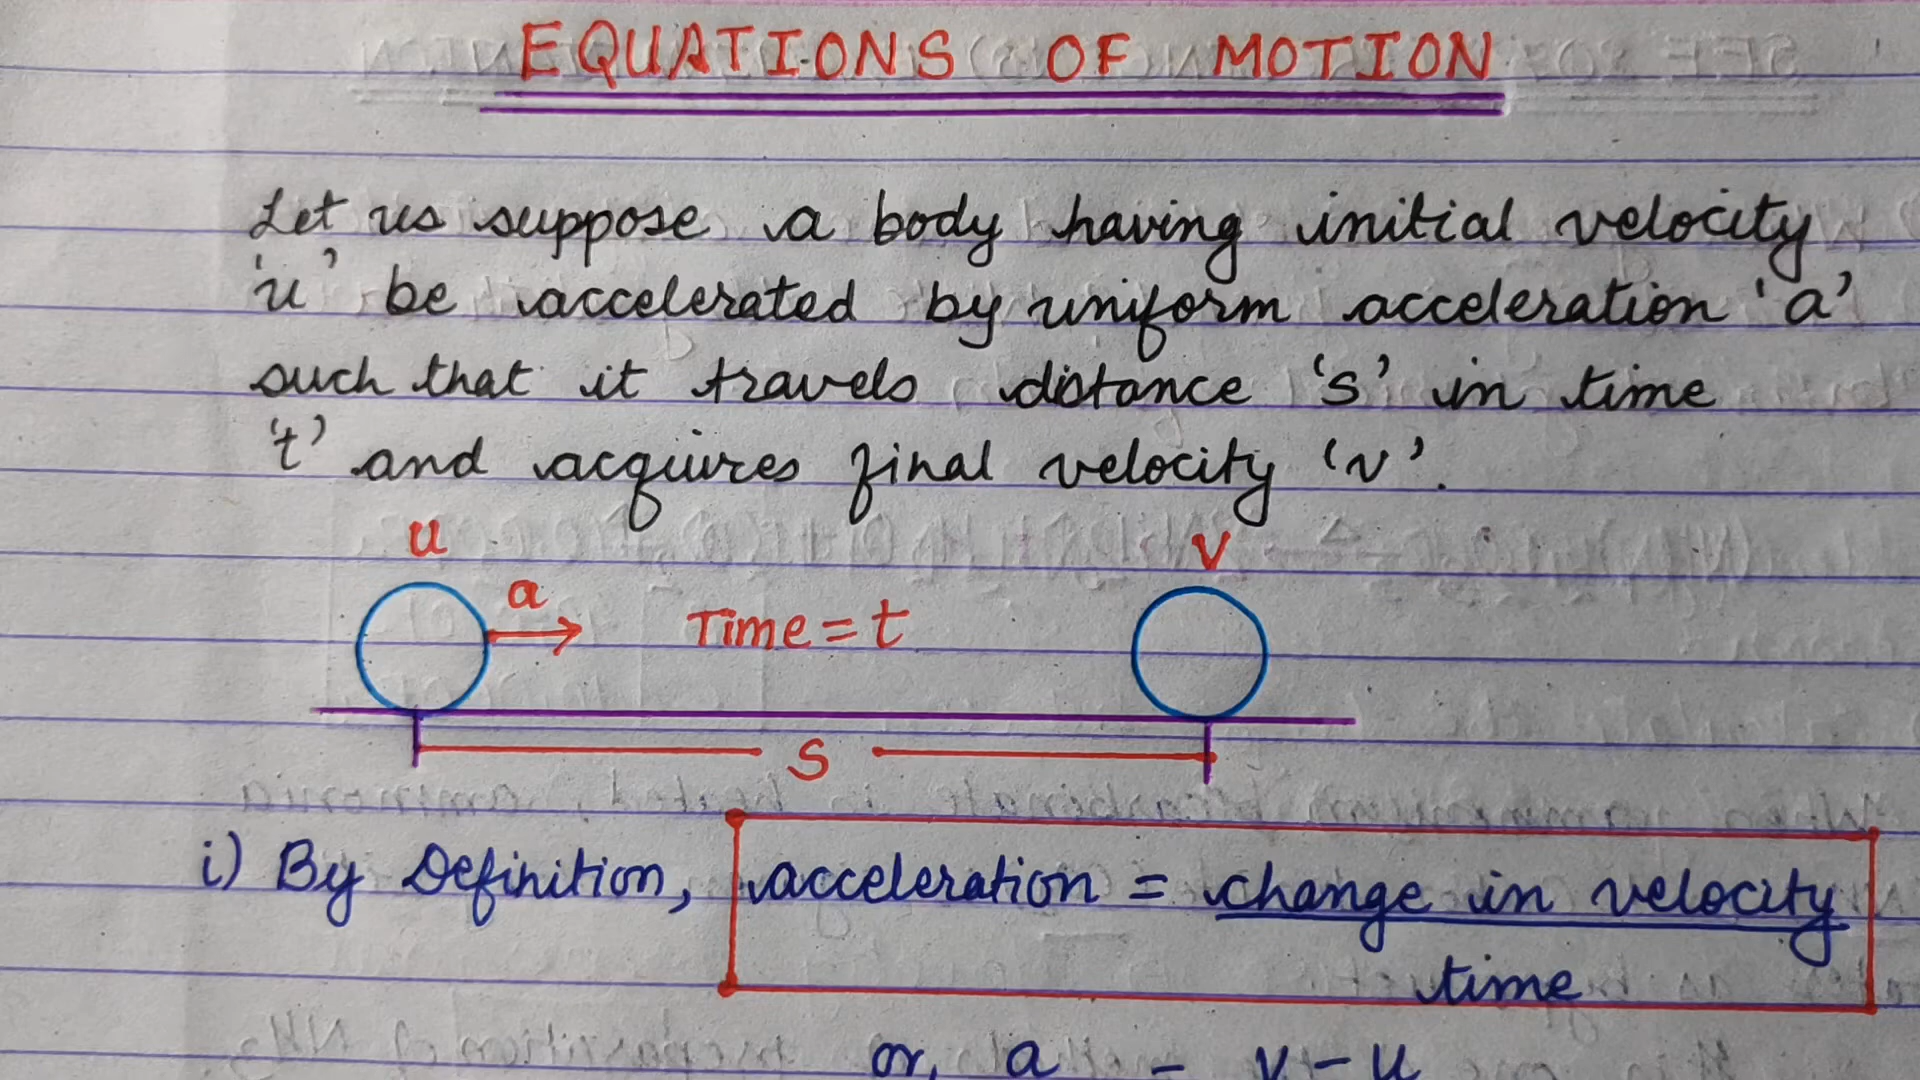 EQUATIONS OF MOTION
Let us suppose a body having initial velocity
'u' be accelerated by uniform acceleration 'a'
such that it travels distance 's' in time
't' and acquires final velocity 'v'.
u
v
a
Time = t
S
i) By Definition, acceleration = change in velocity
time
or, a = v - u